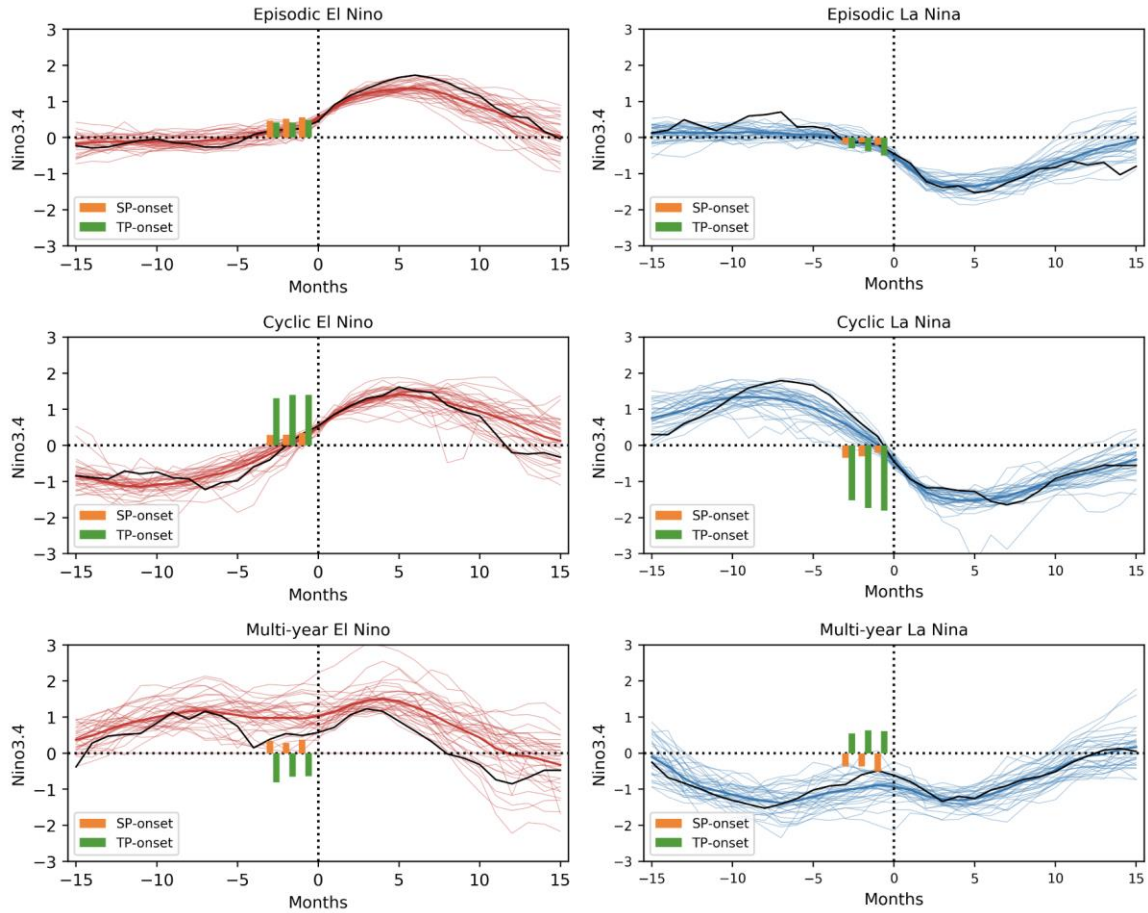 Episodic El Nino
3
2
1
0
−1
−2
−3
Nino3.4
SP-onset
TP-onset
−15 −10 −5 0 5 10 15
Months
Episodic La Nina
3
2
1
0
−1
−2
−3
Nino3.4
SP-onset
TP-onset
−15 −10 −5 0 5 10 15
Months
Cyclic El Nino
3
2
1
0
−1
−2
−3
Nino3.4
SP-onset
TP-onset
−15 −10 −5 0 5 10 15
Months
Cyclic La Nina
3
2
1
0
−1
−2
−3
Nino3.4
SP-onset
TP-onset
−15 −10 −5 0 5 10 15
Months
Multi-year El Nino
3
2
1
0
−1
−2
−3
Nino3.4
SP-onset
TP-onset
−15 −10 −5 0 5 10 15
Months
Multi-year La Nina
3
2
1
0
−1
−2
−3
Nino3.4
SP-onset
TP-onset
−15 −10 −5 0 5 10 15
Months